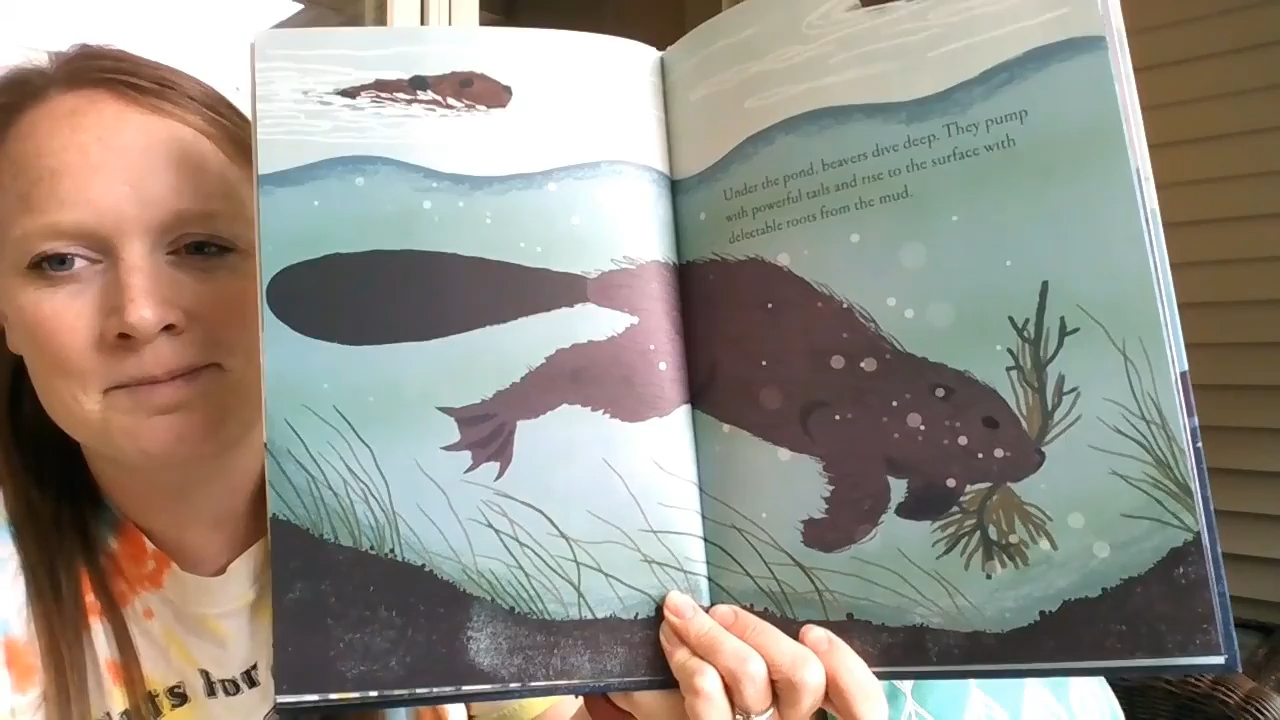 Under the pond, beavers dive deep. They pump
with powerful tails and rise to the surface with
delectable roots from the mud.
for